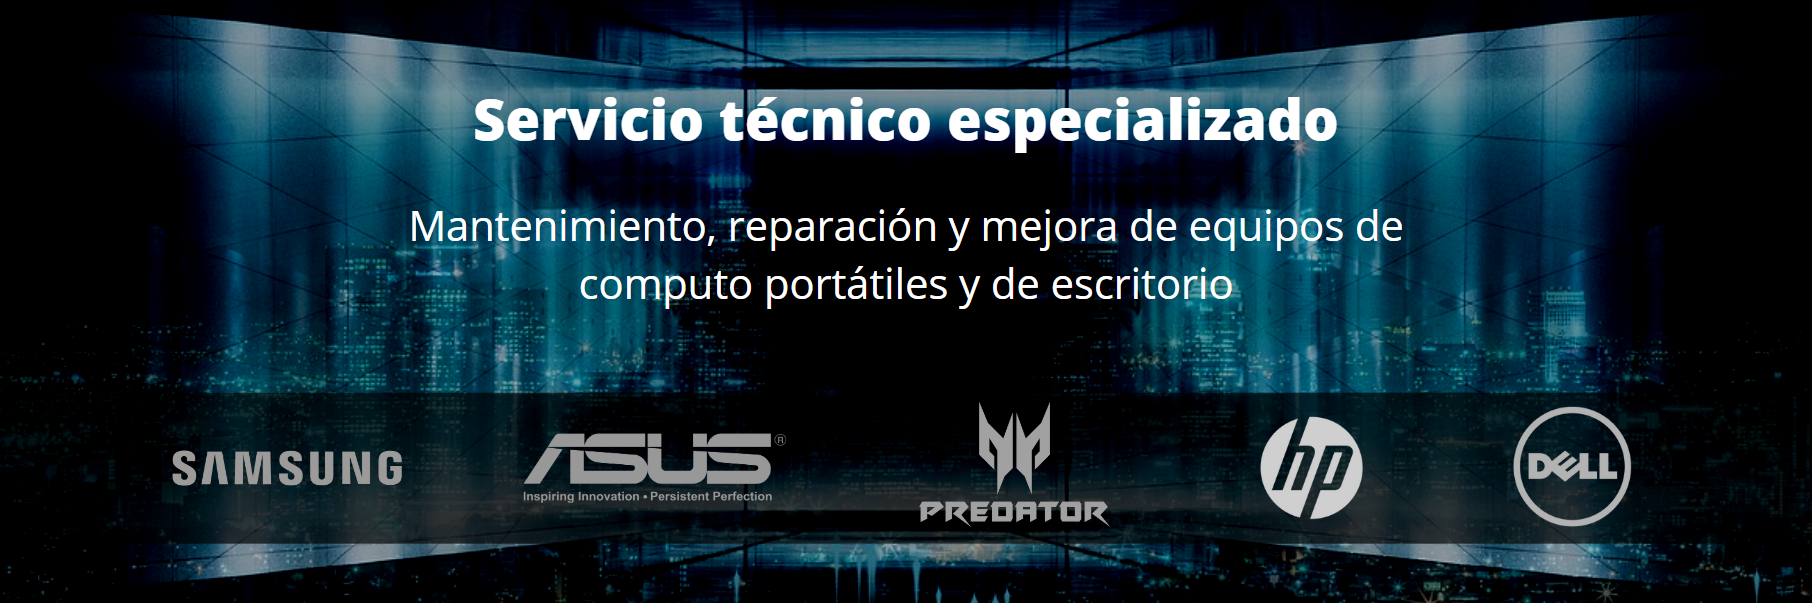 Servicio técnico especializado
Mantenimiento, reparación y mejora de equipos de
computo portátiles y de escritorio
SAMSUNG
ASUS®
Inspiring Innovation • Persistent Perfection
PREDATOR
hp
DELL